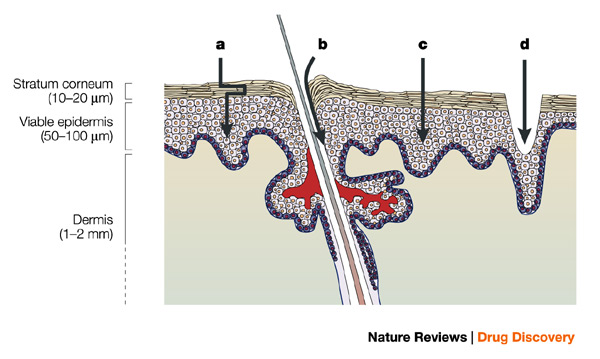 a b c d
Stratum corneum
(10–20 µm)
Viable epidermis
(50–100 µm)
Dermis
(1–2 mm)
Nature Reviews | Drug Discovery